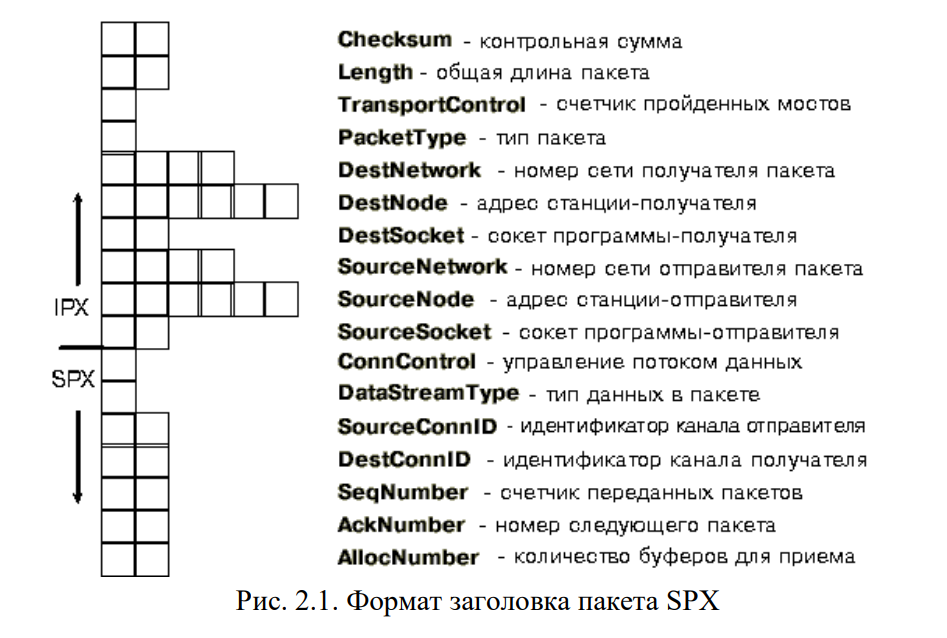 Checksum - контрольная сумма
Length - общая длина пакета
TransportControl - счетчик пройденных мостов
PacketType - тип пакета
DestNetwork - номер сети получателя пакета
DestNode - адрес станции-получателя
DestSocket - сокет программы-получателя
SourceNetwork - номер сети отправителя пакета
SourceNode - адрес станции-отправителя
IPX
SourceSocket - сокет программы-отправителя
ConnControl - управление потоком данных
SPX
DataStreamType - тип данных в пакете
SourceConnID - идентификатор канала отправителя
DestConnID - идентификатор канала получателя
SeqNumber - счетчик переданных пакетов
AckNumber - номер следующего пакета
AllocNumber - количество буферов для приема
Рис. 2.1. Формат заголовка пакета SPX